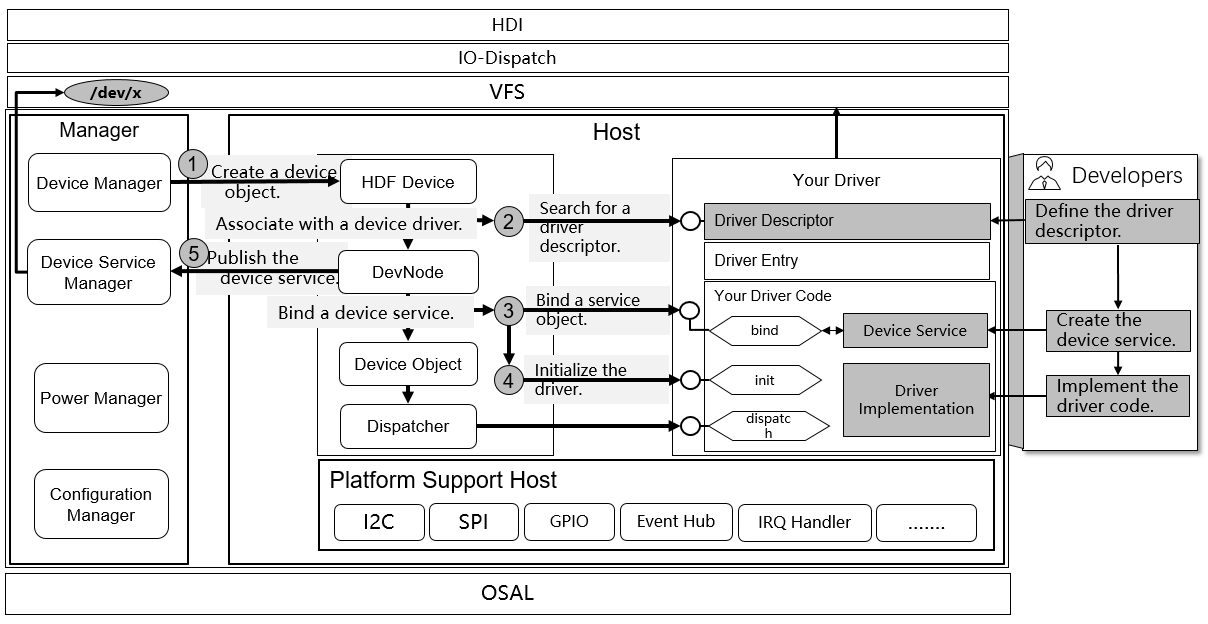 HDI
IO-Dispatch
VFS
/dev/x
Manager
Device Manager
Device Service
Manager
Power Manager
Configuration
Manager
Host
1
Create a device
object.
HDF Device
Associate with a device driver.
2
Search for a
driver
descriptor.
5
Publish the
device service.
DevNode
Bind a device service.
3
Bind a service
object.
Device Object
4
Initialize the
driver.
Dispatcher
Your Driver
Driver Descriptor
Driver Entry
Your Driver Code
bind
Device Service
init
Driver
Implementation
dispatc
h
Platform Support Host
I2C
SPI
GPIO
Event Hub
IRQ Handler
.......
Developers
Define the driver
descriptor.
Create the
device service.
Implement the
driver code.
OSAL